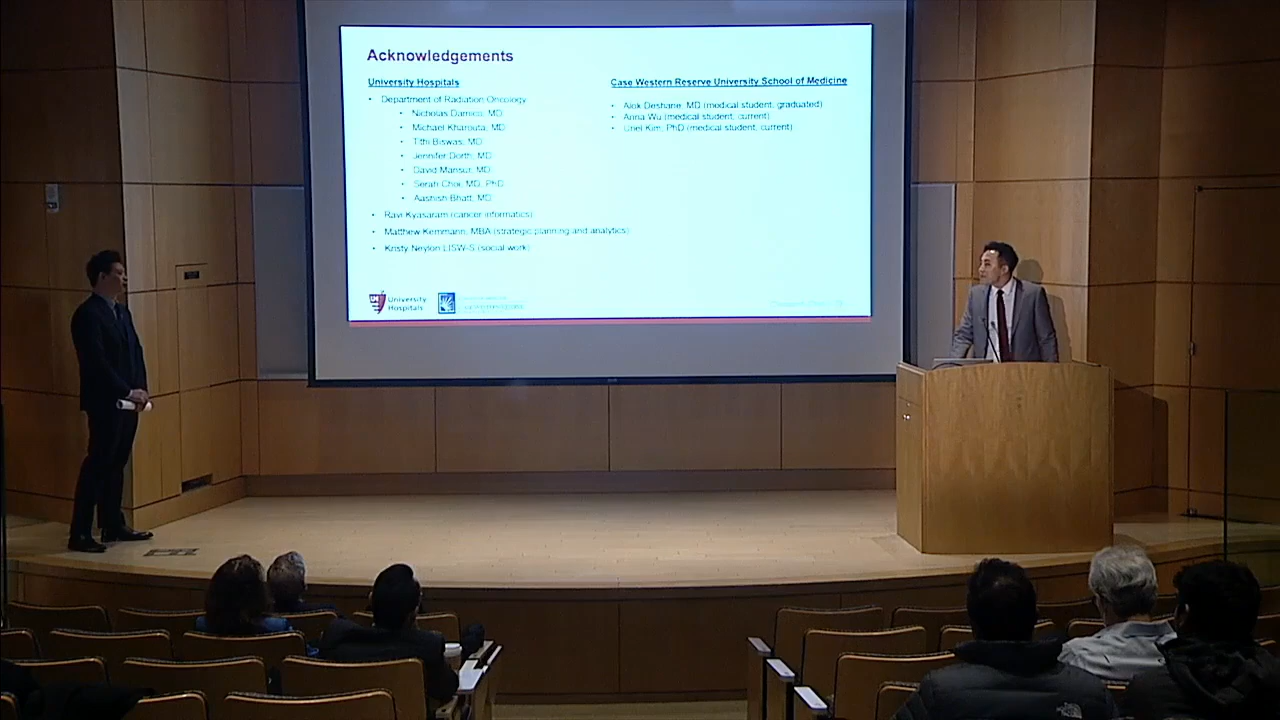 Acknowledgements
University Hospitals
• Department of Radiation Oncology
• Nicholas Damico, MD
• Michael Kharouta, MD
• Tithi Biswas, MD
• Jennifer Dorth, MD
• David Mansur, MD
• Serah Choi, MD, PhD
• Aashish Bhatt, MD
• Ravi Kyasaram (cancer informatics)
• Matthew Kemmann, MBA (strategic planning and analytics)
• Kristy Neylon LISW-S (social work)
Case Western Reserve University School of Medicine
• Alok Deshane, MD (medical student, graduated)
• Anna Wu (medical student, current)
• Uriel Kim, PhD (medical student, current)
UH
University
Hospitals